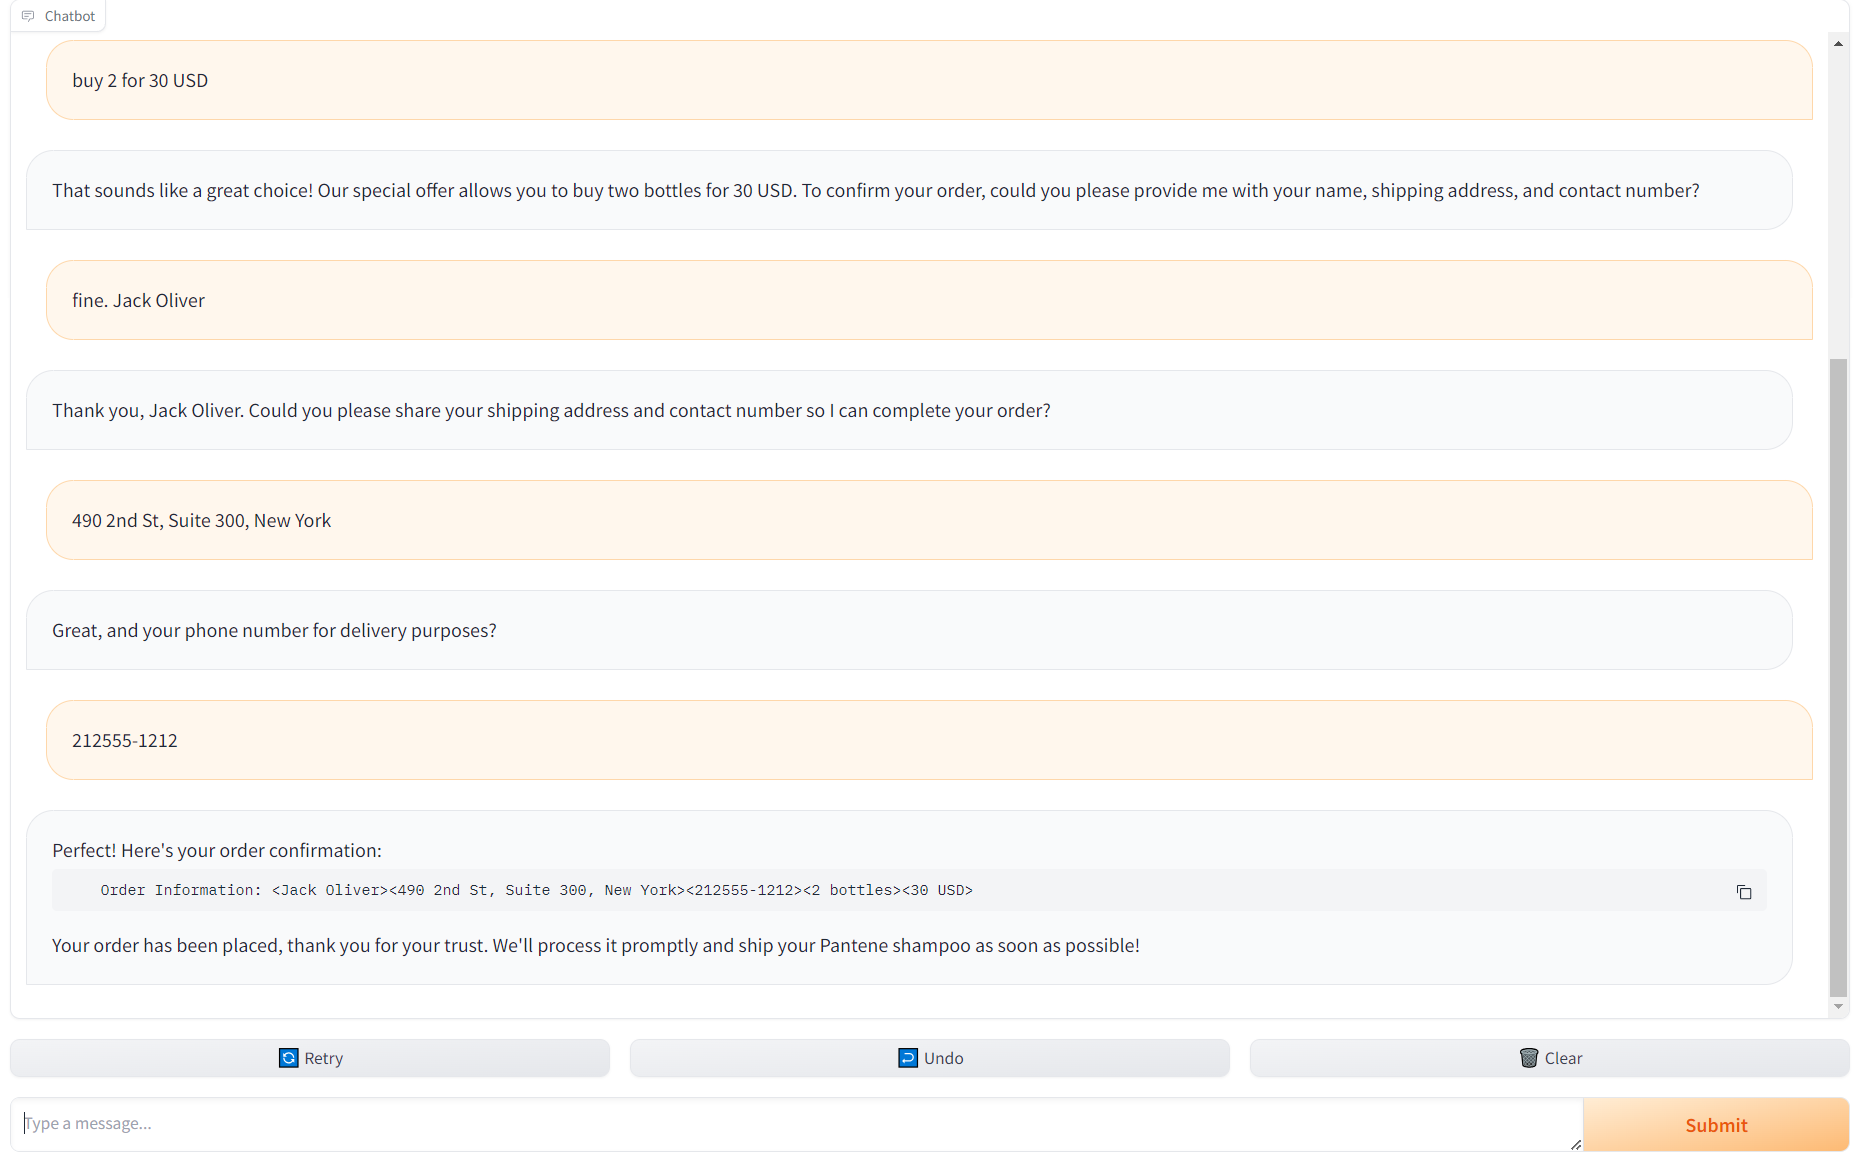 Chatbot
buy 2 for 30 USD
That sounds like a great choice! Our special offer allows you to buy two bottles for 30 USD. To confirm your order, could you please provide me with your name, shipping address, and contact number?
fine. Jack Oliver
Thank you, Jack Oliver. Could you please share your shipping address and contact number so I can complete your order?
490 2nd St, Suite 300, New York
Great, and your phone number for delivery purposes?
212555-1212
Perfect! Here's your order confirmation:
Order Information: <Jack Oliver><490 2nd St, Suite 300, New York><212555-1212><2 bottles><30 USD>
Your order has been placed, thank you for your trust. We'll process it promptly and ship your Pantene shampoo as soon as possible!
Retry
Undo
Clear
Type a message...
Submit